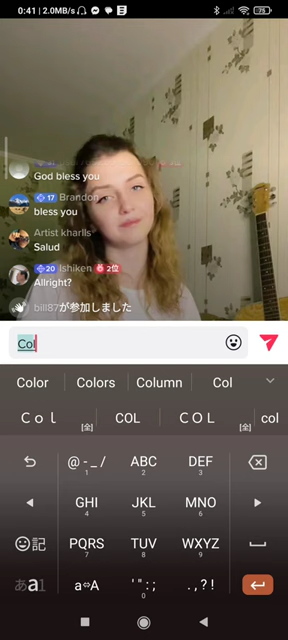 0:41 2.0MB/s 75
God bless you
17 Brandon
bless you
Artist kharlls
Salud
20 Ishiken 2位
Allright?
bill87が参加しました
Col
Color Colors Column Col
Ｃｏｌ [全] COL ＣＯＬ [全] col
@-_/ 1 ABC 2 DEF 3
GHI 4 JKL 5 MNO 6
記 PQRS 7 TUV 8 WXYZ 9
あa1 a⇔A '":; 0 .,?!